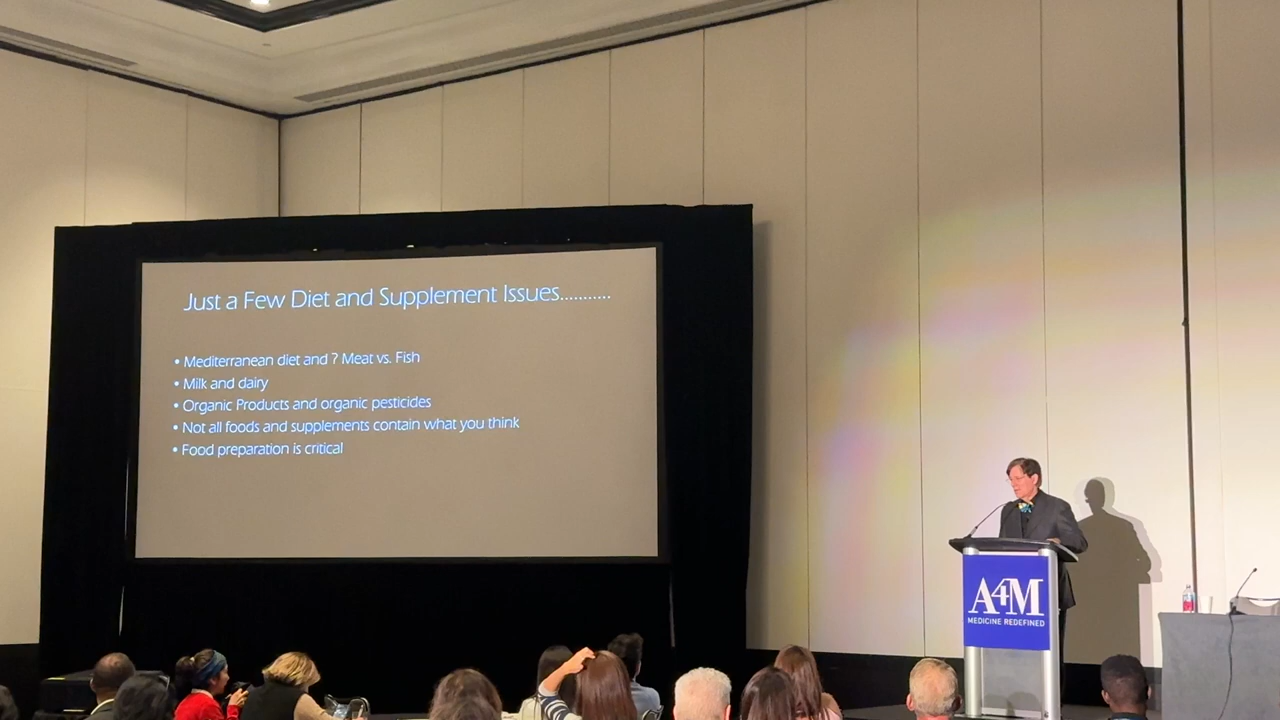 Just a Few Diet and Supplement Issues..........
• Mediterranean diet and ? Meat vs. Fish
• Milk and dairy
• Organic Products and organic pesticides
• Not all foods and supplements contain what you think
• Food preparation is critical
A4M
MEDICINE REDEFINED